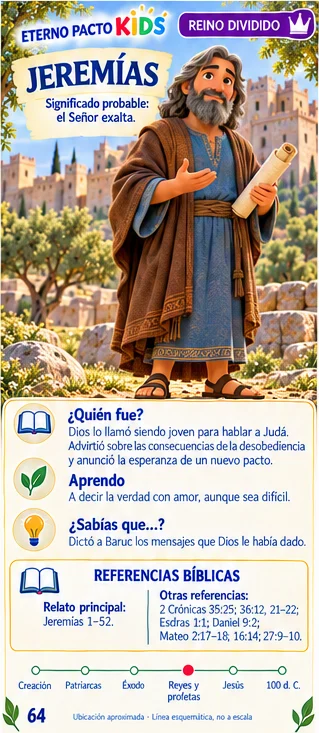 ETERNO PACTO KIDS
REINO DIVIDIDO
JEREMÍAS
Significado probable:
el Señor exalta.
¿Quién fue?
Dios lo llamó siendo joven para hablar a Judá.
Advirtió sobre las consecuencias de la desobediencia
y anunció la esperanza de un nuevo pacto.
Aprendo
A decir la verdad con amor, aunque sea difícil.
¿Sabías que...?
Dictó a Baruc los mensajes que Dios le había dado.
REFERENCIAS BÍBLICAS
Relato principal:
Jeremías 1–52.
Otras referencias:
2 Crónicas 35:25; 36:12, 21–22;
Esdras 1:1; Daniel 9:2;
Mateo 2:17–18; 16:14; 27:9–10.
Creación
Patriarcas
Éxodo
Reyes y
profetas
Jesús
100 d. C.
64
Ubicación aproximada · Línea esquemática, no a escala